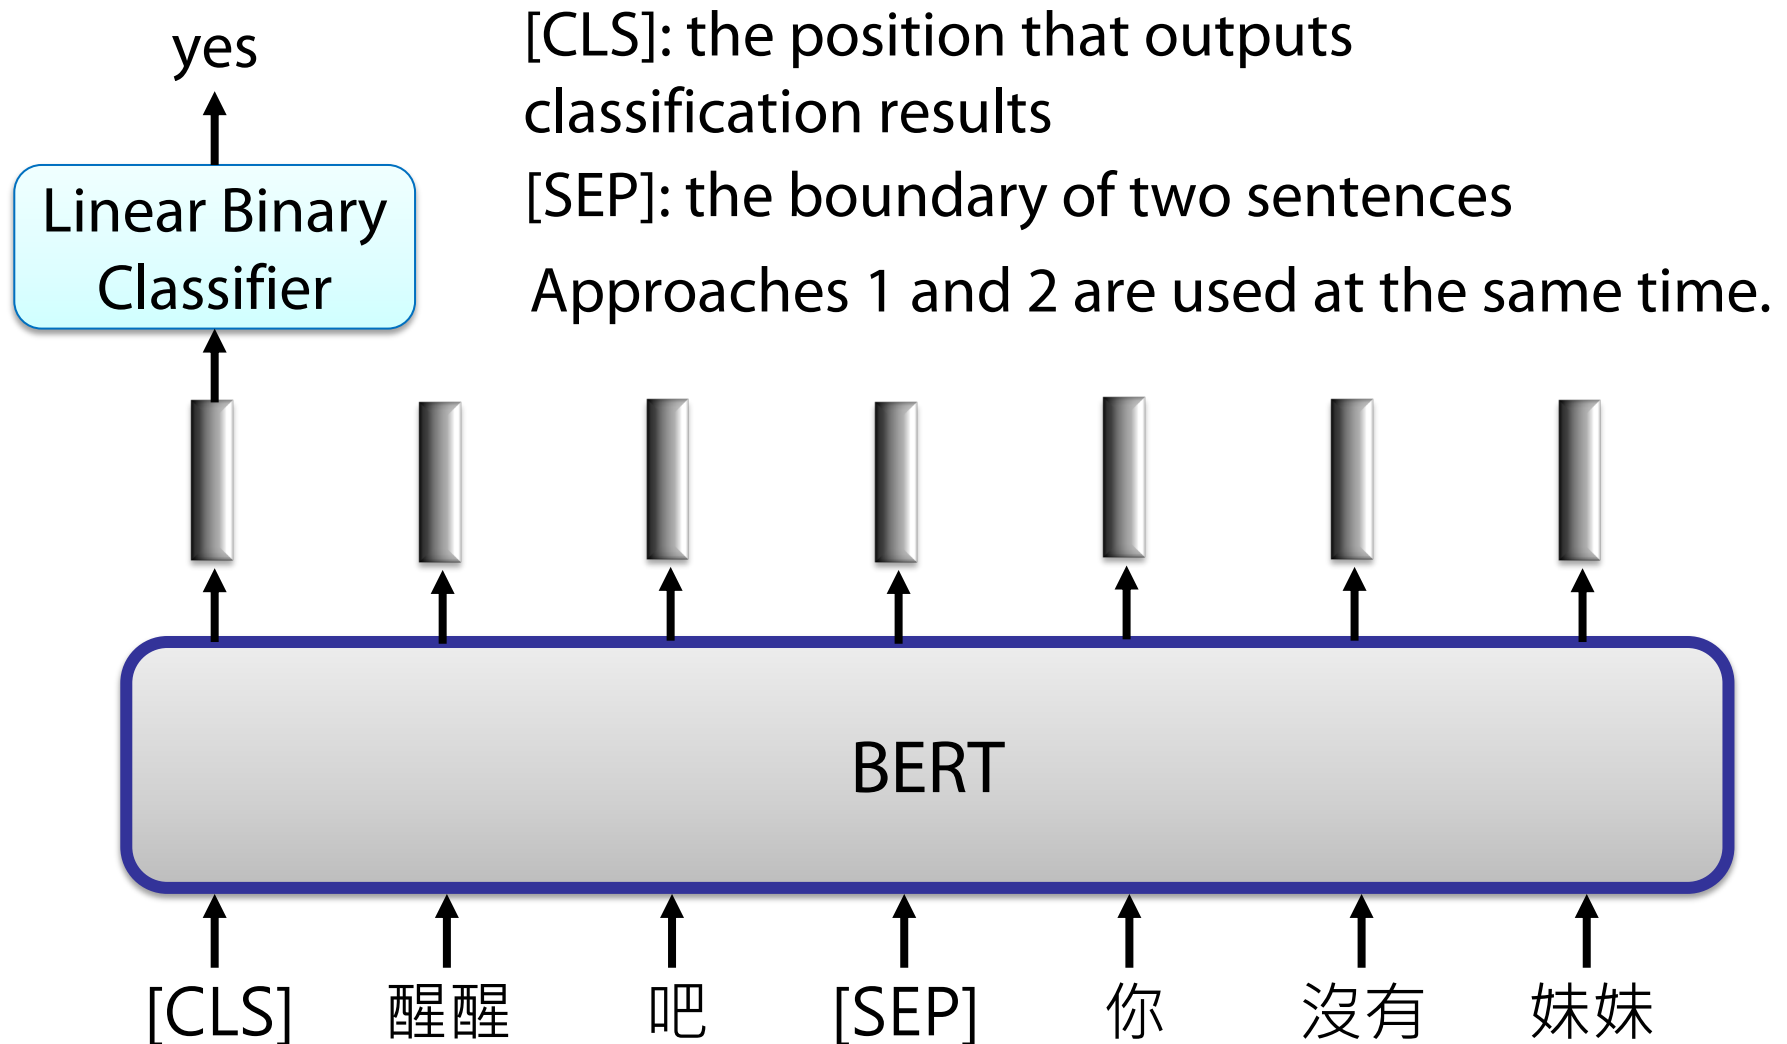 yes
[CLS]: the position that outputs
classification results
[SEP]: the boundary of two sentences
Approaches 1 and 2 are used at the same time.
Linear Binary
Classifier
BERT
[CLS] 醒醒 吧 [SEP] 你 沒有 妹妹